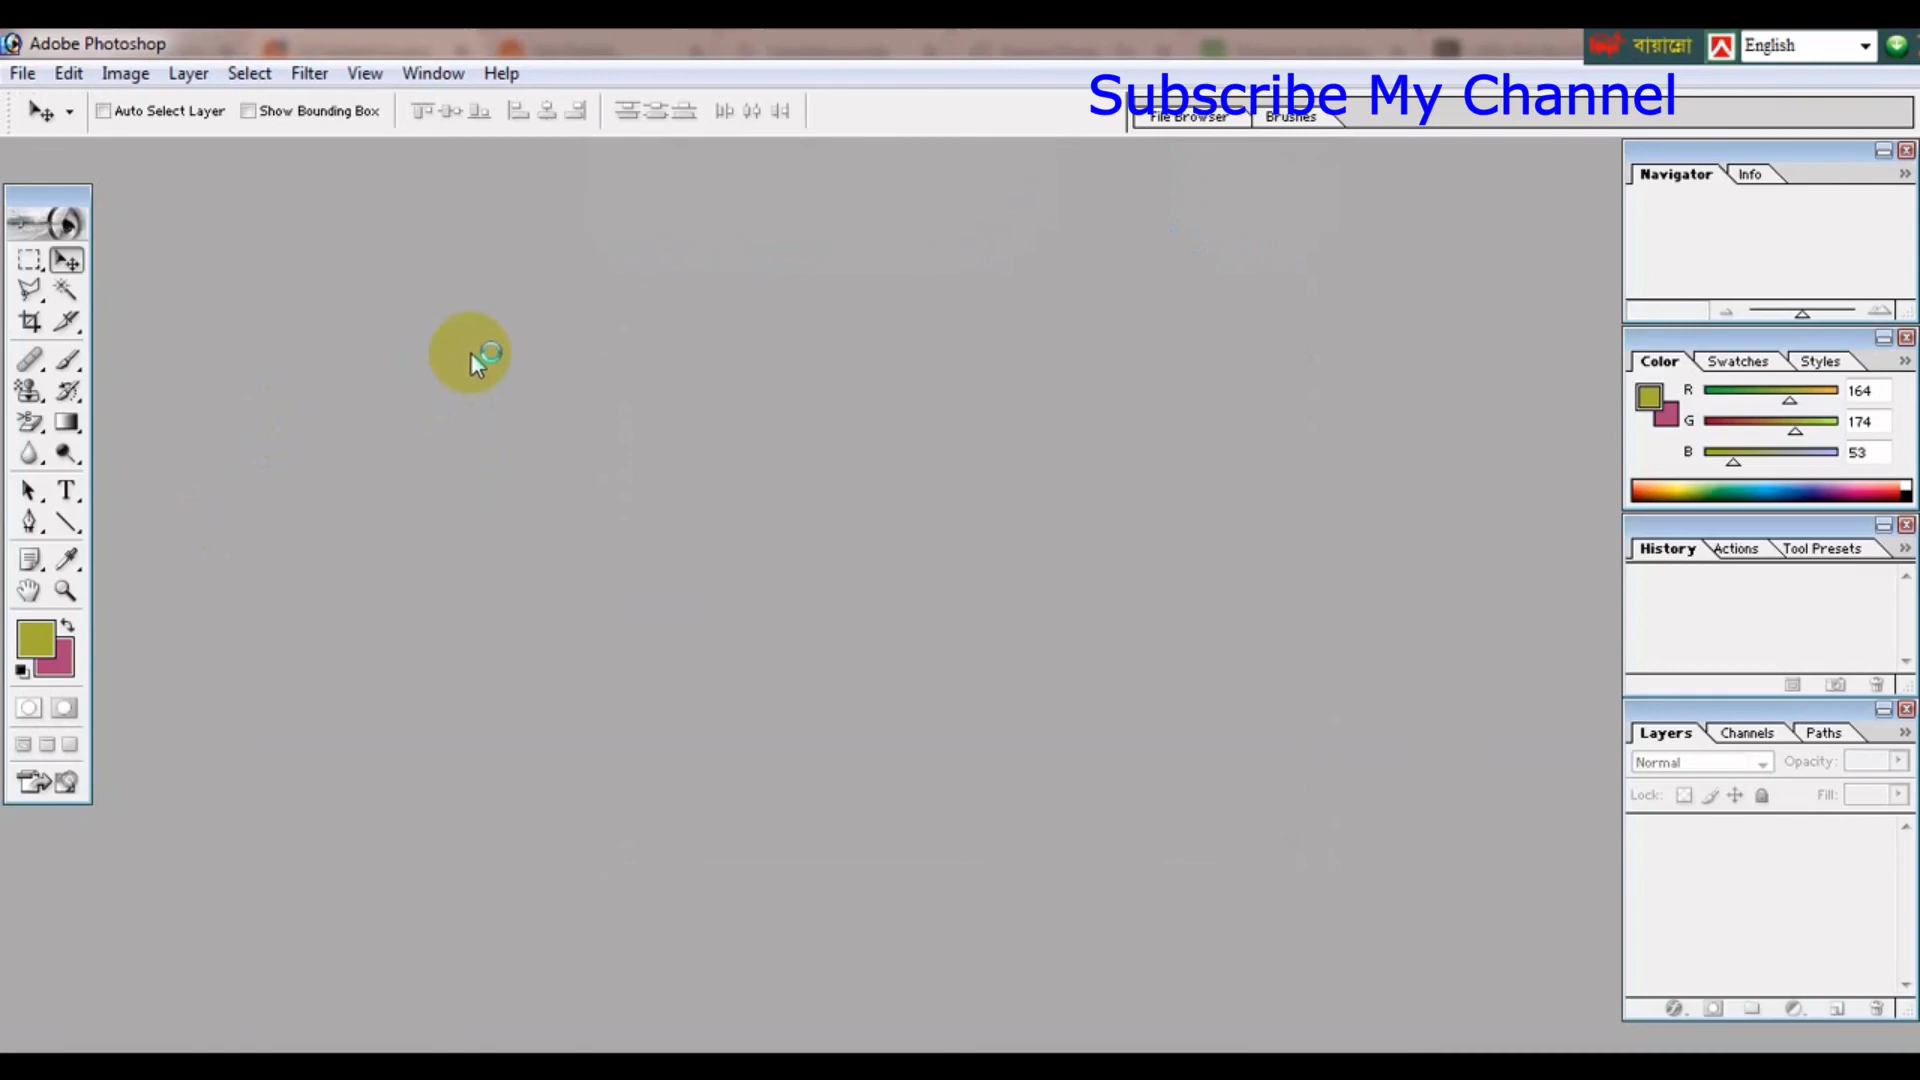 Adobe Photoshop
বায়ান্নো
English
File Edit Image Layer Select Filter View Window Help
Subscribe My Channel
Auto Select Layer Show Bounding Box
File Browser Brushes
Navigator Info
Color Swatches Styles
R 164
G 174
B 53
History Actions Tool Presets
Layers Channels Paths
Normal Opacity:
Lock: Fill:
T